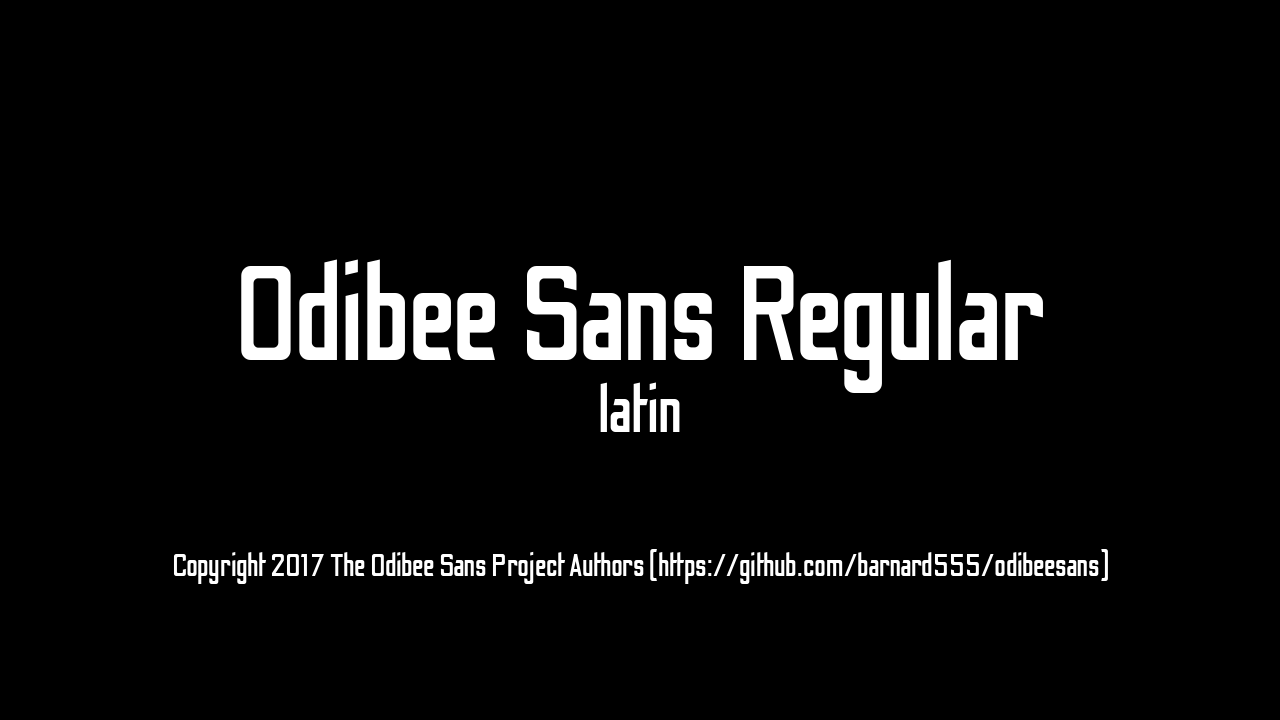 Odibee Sans Regular
latin
Copyright 2017 The Odibee Sans Project Authors (https://github.com/barnard555/odibeesans)